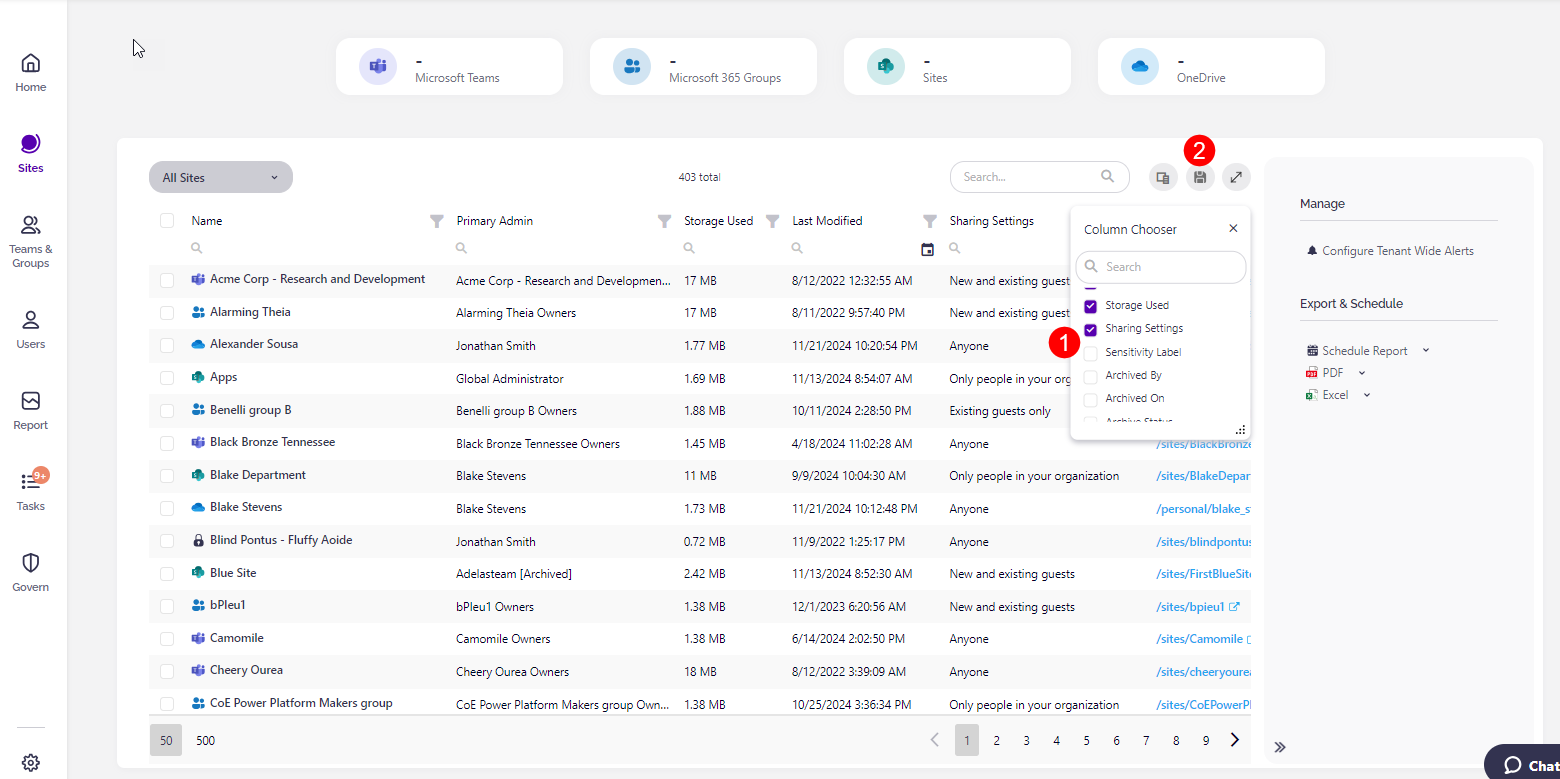 -
Microsoft Teams
-
Microsoft 365 Groups
-
Sites
-
OneDrive
Home
Sites
Teams &
Groups
Users
Report
9+
Tasks
Govern
All Sites
403 total
Search...
2
Name
Primary Admin
Storage Used
Last Modified
Sharing Settings
Acme Corp - Research and Development
Acme Corp - Research and Developmen...
17 MB
8/12/2022 12:32:55 AM
New and existing guest
Alarming Theia
Alarming Theia Owners
17 MB
8/11/2022 9:57:40 PM
New and existing guest
Alexander Sousa
Jonathan Smith
1.77 MB
11/21/2024 10:20:54 PM
Anyone
Apps
Global Administrator
1.69 MB
11/13/2024 8:54:07 AM
Only people in your org
Benelli group B
Benelli group B Owners
1.88 MB
10/11/2024 2:28:50 PM
Existing guests only
Black Bronze Tennessee
Black Bronze Tennessee Owners
1.45 MB
4/18/2024 11:02:28 AM
Anyone
/sites/BlackBronze
Blake Department
Blake Stevens
11 MB
9/9/2024 10:04:30 AM
Only people in your organization
/sites/BlakeDepar
Blake Stevens
Blake Stevens
1.73 MB
11/21/2024 10:12:48 PM
Anyone
/personal/blake_s
Blind Pontus - Fluffy Aoide
Jonathan Smith
0.72 MB
11/9/2022 1:25:17 PM
Anyone
/sites/blindpontus
Blue Site
Adelasteam [Archived]
2.42 MB
11/13/2024 8:52:30 AM
New and existing guests
/sites/FirstBlueSite
bPleu1
bPleu1 Owners
1.38 MB
12/1/2023 6:20:56 AM
New and existing guests
/sites/bpieu1
Camomile
Camomile Owners
1.38 MB
6/14/2024 2:02:50 PM
Anyone
/sites/Camomile
Cheery Ourea
Cheery Ourea Owners
18 MB
8/12/2022 3:39:09 AM
Anyone
/sites/cheeryourea
CoE Power Platform Makers group
CoE Power Platform Makers group Own...
1.38 MB
10/25/2024 3:36:34 PM
Only people in your organization
/sites/CoEPowerPl
50
500
1
2
3
4
5
6
7
8
9
Column Chooser
Search
Storage Used
Sharing Settings
1
Sensitivity Label
Archived By
Archived On
Archive Status
Manage
Configure Tenant Wide Alerts
Export & Schedule
Schedule Report
PDF
Excel
Chat